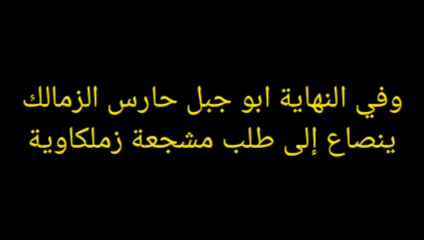 وفي النهاية ابو جبل حارس الزمالك
ينصاع إلى طلب مشجعة زملكاوية